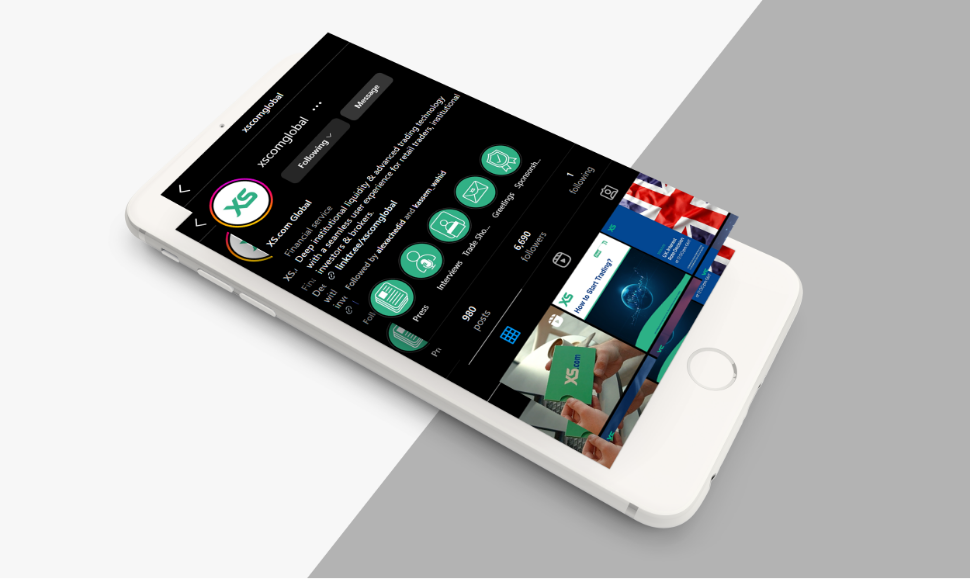 xscomglobal
xscomglobal
Following
Message
XS
XS.com Global
Financial service
Deep institutional liquidity & advanced trading technology
with a seamless user experience for retail traders, institutional
investors & brokers.
linktr.ee/xscomglobal
Followed by alexarchedid and kassem_wahid
Press
Interviews
Trade Sho...
Greetings
Sponsorsh...
980
posts
6,690
followers
1
following
XS
How to Start Trading?
XS.com